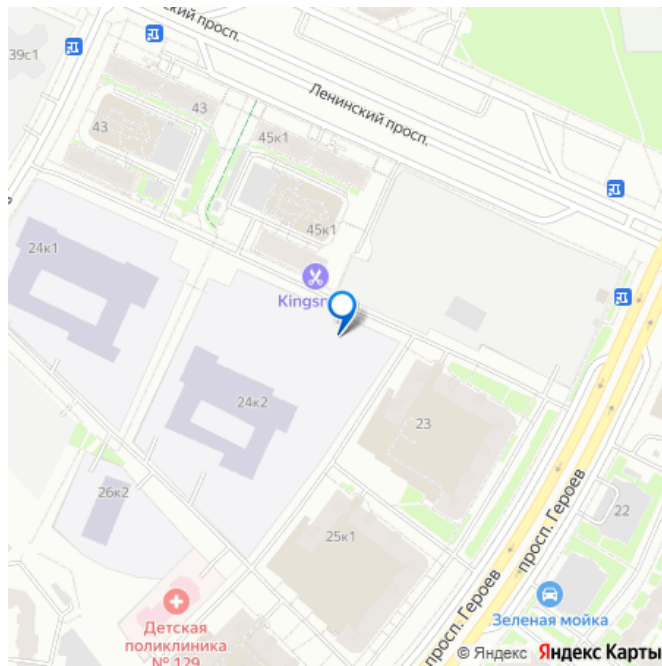 ский просп.
39с1
Ленинский просп.
43
43
45к1
45к1
24к1
Kingsm
24к2
23
26к2
22
25к1
просп. Героев
просп. Героев
Зеленая мойка
Детская
поликлиника
№ 129
© Яндекс Яндекс Карты